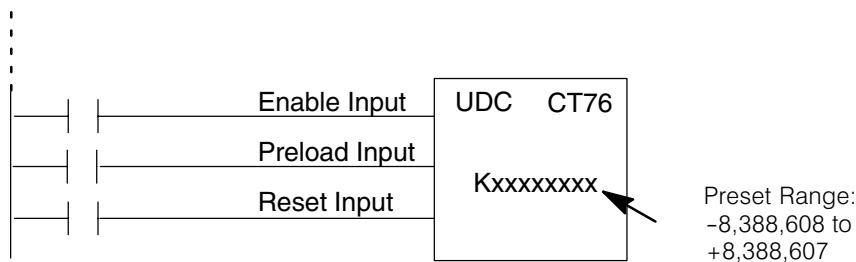 Enable Input
UDC CT76
Preload Input
Kxxxxxxxx
Reset Input
Preset Range:
–8,388,608 to
+8,388,607